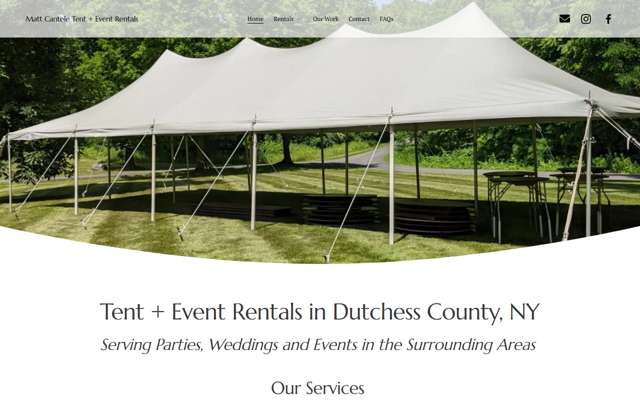 Matt Cantele Tent + Event Rentals
Home Rentals Our Work Contact FAQs
Tent + Event Rentals in Dutchess County, NY
Serving Parties, Weddings and Events in the Surrounding Areas
Our Services